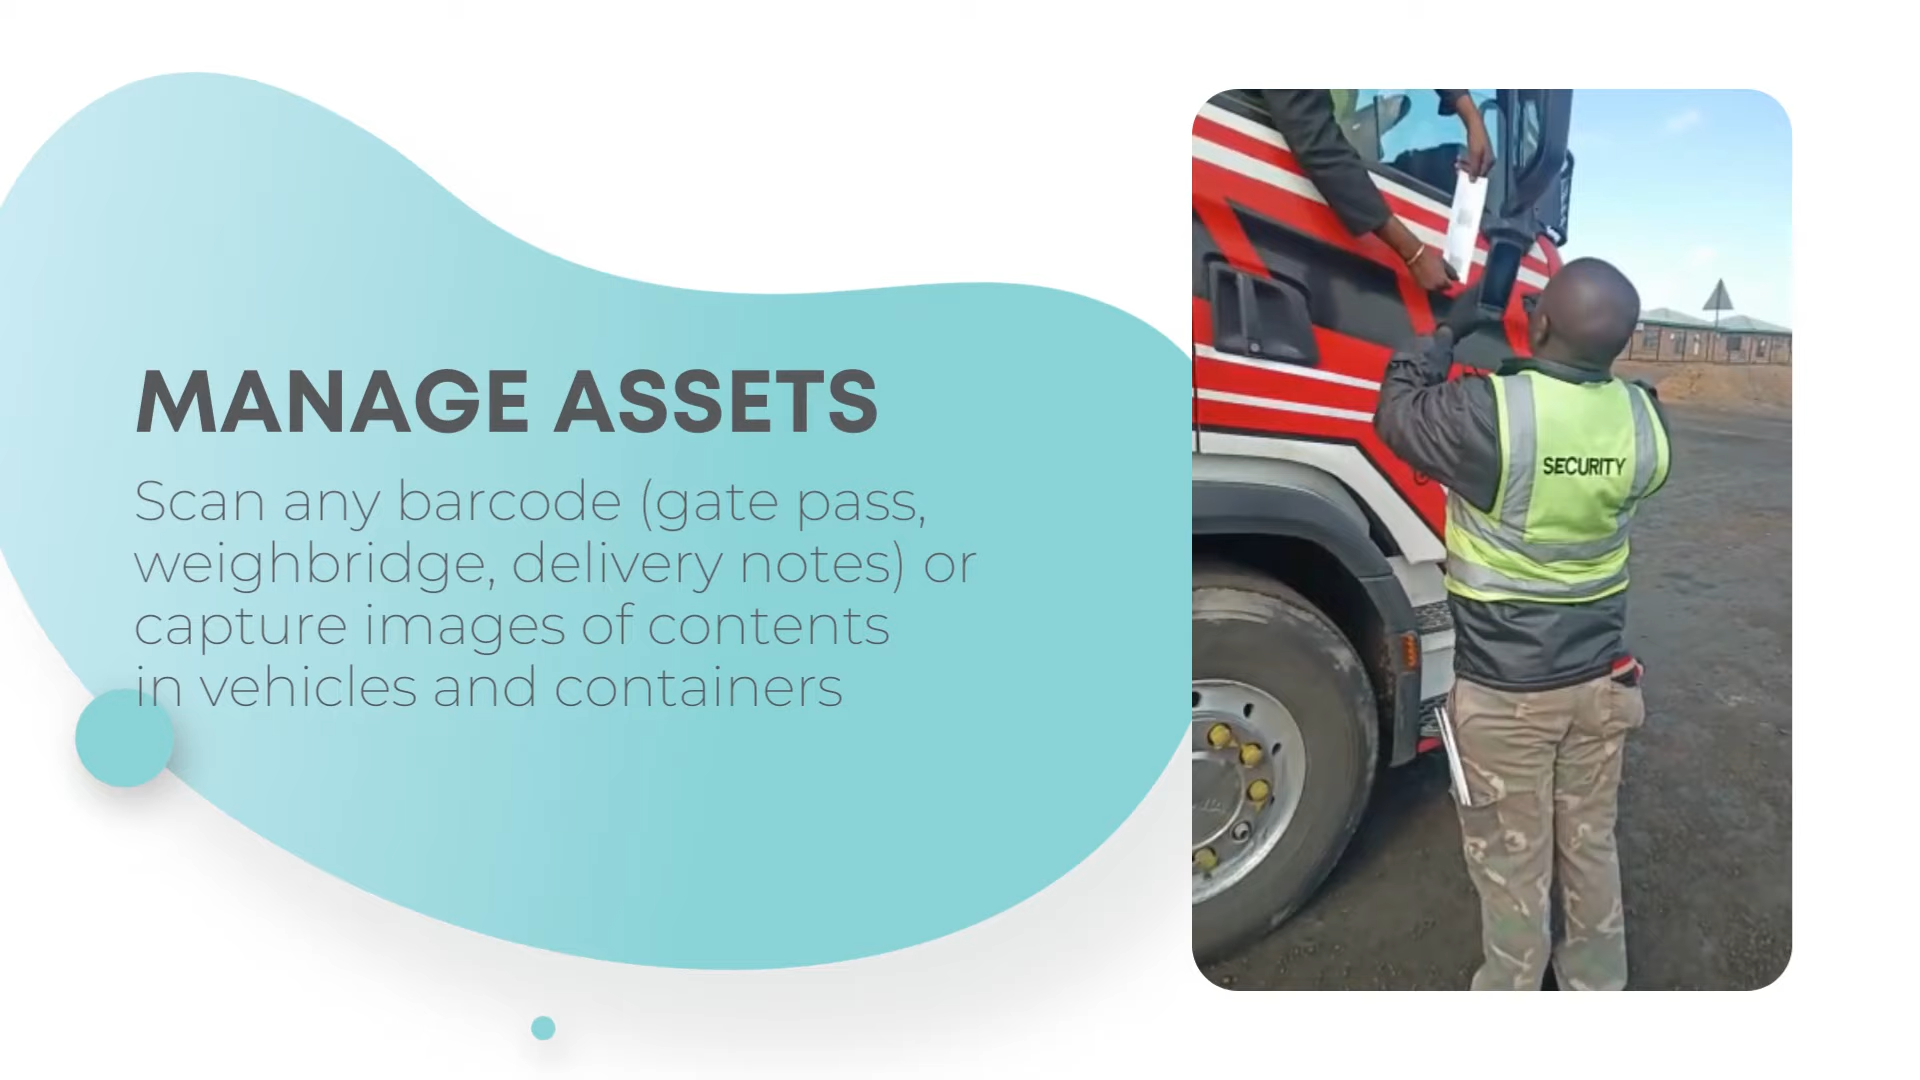 MANAGE ASSETS
Scan any barcode (gate pass,
weighbridge, delivery notes) or
capture images of contents
in vehicles and containers
SECURITY